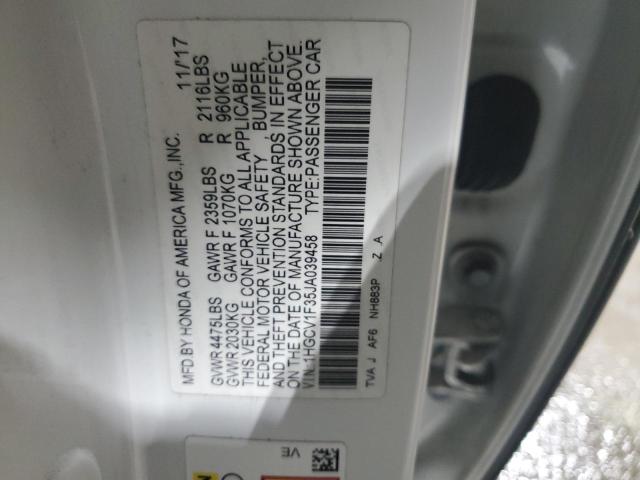 MFD BY HONDA OF AMERICA MFG.,INC. 11/'17
GVWR 4475LBS GAWR F 2359LBS R 2116LBS
GVWR 2030KG GAWR F 1070KG R 960KG
THIS VEHICLE CONFORMS TO ALL APPLICABLE
FEDERAL MOTOR VEHICLE SAFETY , BUMPER,
AND THEFT PREVENTION STANDARDS IN EFFECT
ON THE DATE OF MANUFACTURE SHOWN ABOVE.
V I N : 1HGCV1F35JA039458 TYPE:PASSENGER CAR
TVA J AF6 NH883P .Z .A
VE